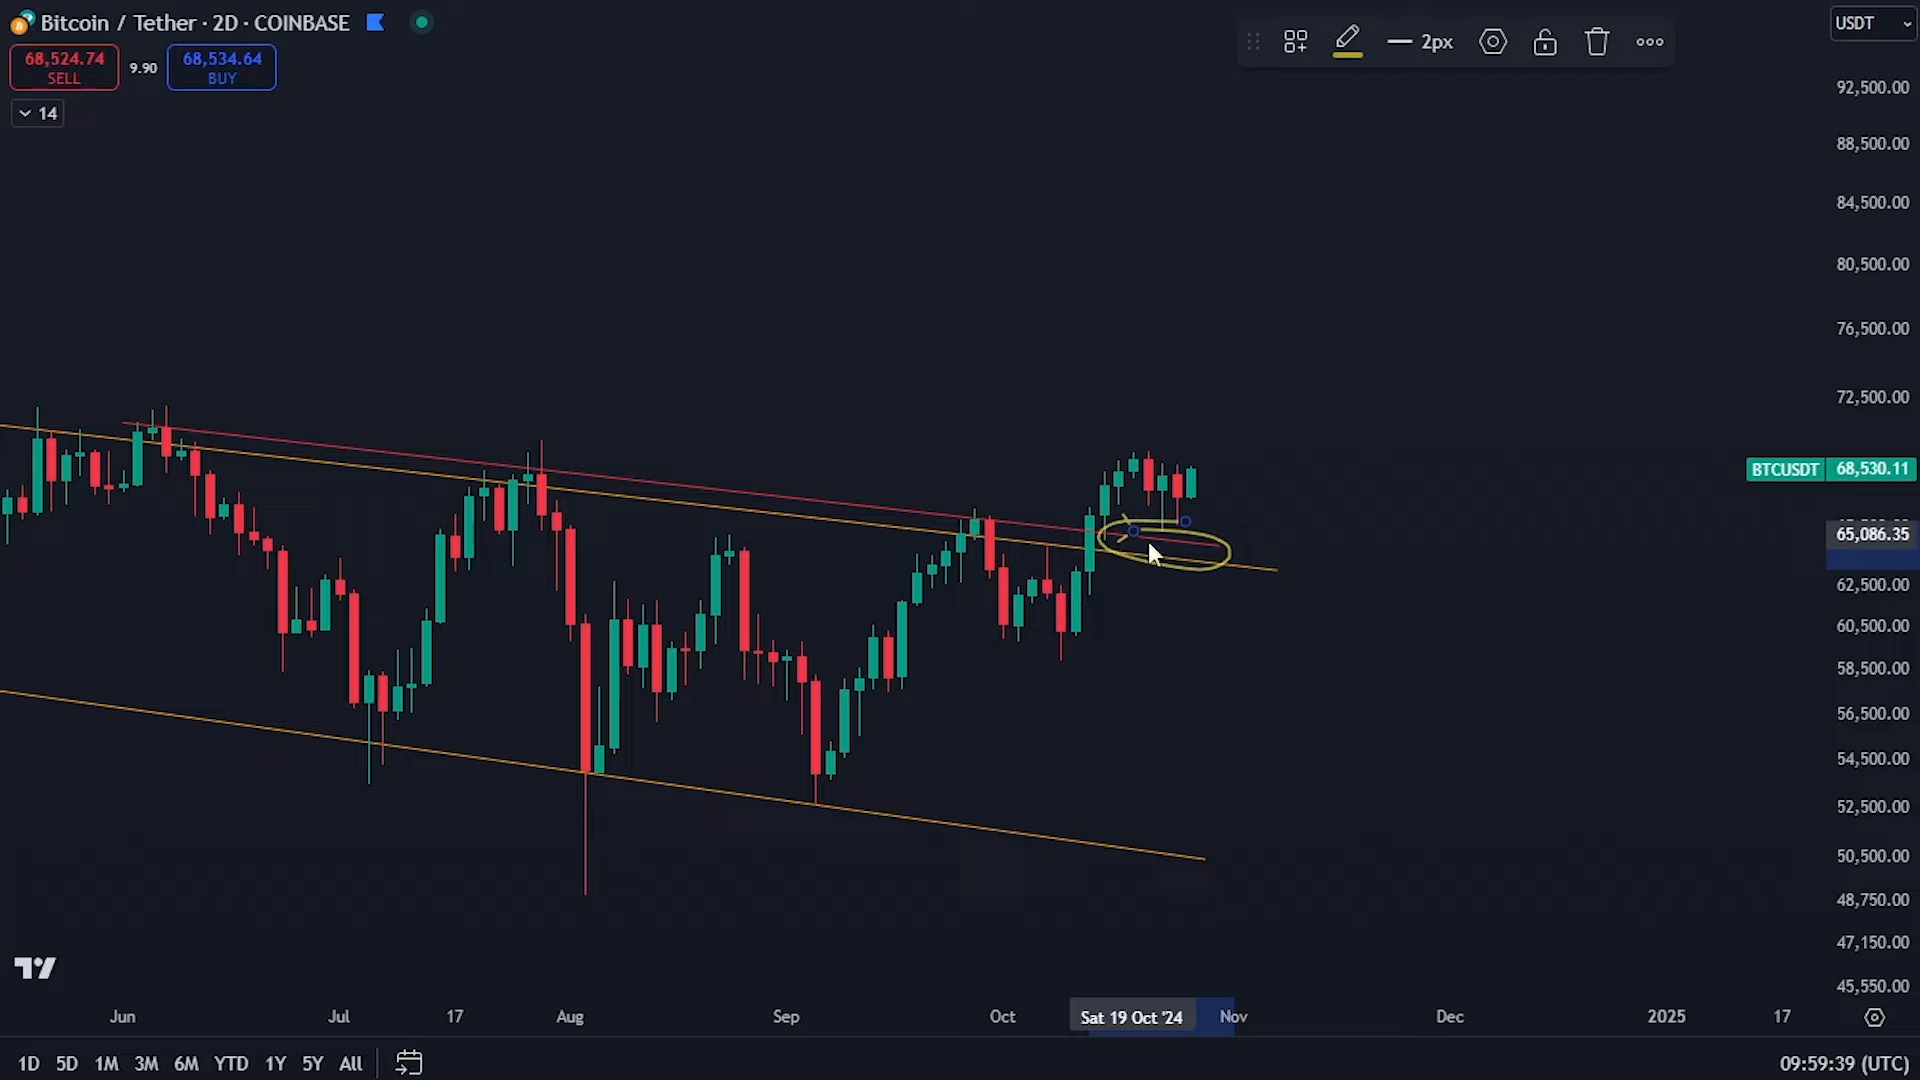 Bitcoin / Tether · 2D · COINBASE
68,524.74
SELL
9.90
68,534.64
BUY
14
2px
USDT
92,500.00
88,500.00
84,500.00
80,500.00
76,500.00
72,500.00
BTCUSDT 68,530.11
65,086.35
62,500.00
60,500.00
58,500.00
56,500.00
54,500.00
52,500.00
50,500.00
48,750.00
47,150.00
45,550.00
Jun Jul 17 Aug Sep Oct Sat 19 Oct '24 Nov Dec 2025 17
1D 5D 1M 3M 6M YTD 1Y 5Y All
09:59:39 (UTC)